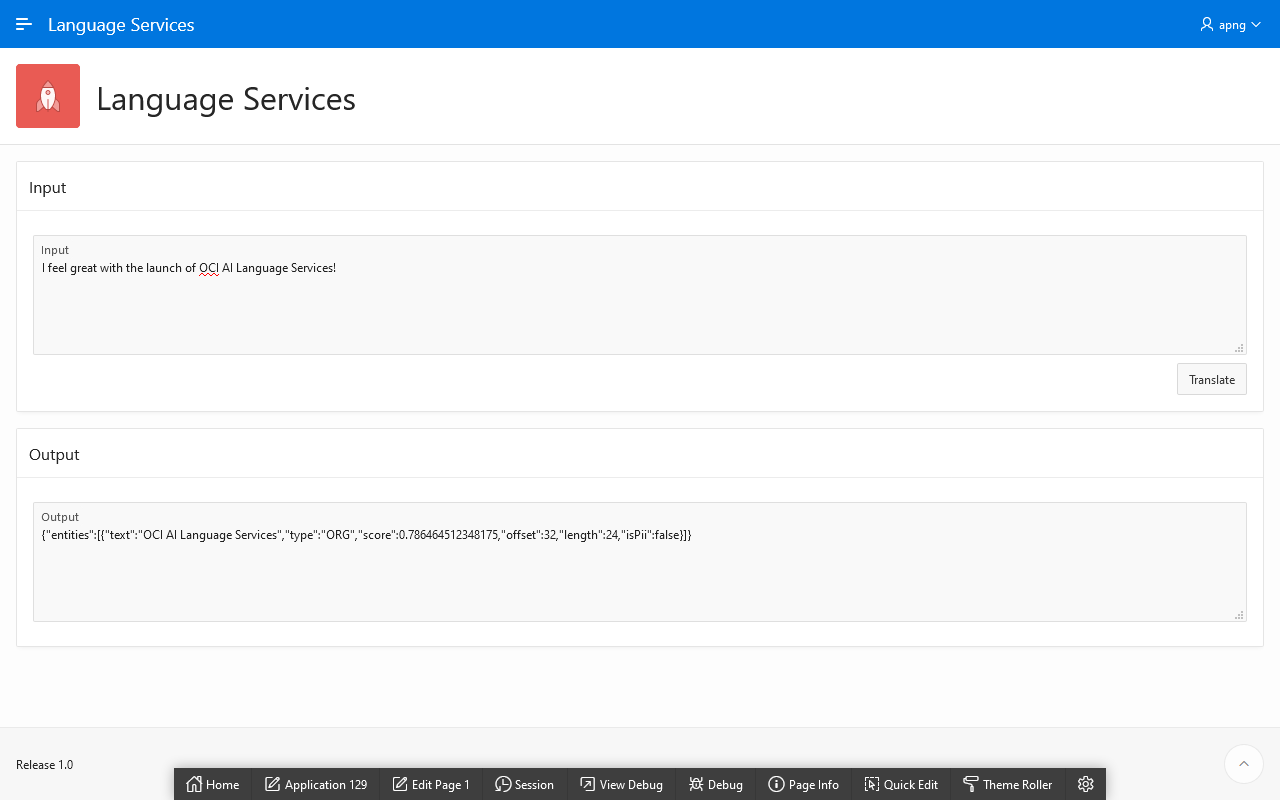 Language Services
apng
Language Services
Input
Input
I feel great with the launch of OCI AI Language Services!
Translate
Output
Output
{"entities":[{"text":"OCI AI Language Services","type":"ORG","score":0.786464512348175,"offset":32,"length":24,"isPii":false}]}
Release 1.0
Home
Application 129
Edit Page 1
Session
View Debug
Debug
Page Info
Quick Edit
Theme Roller